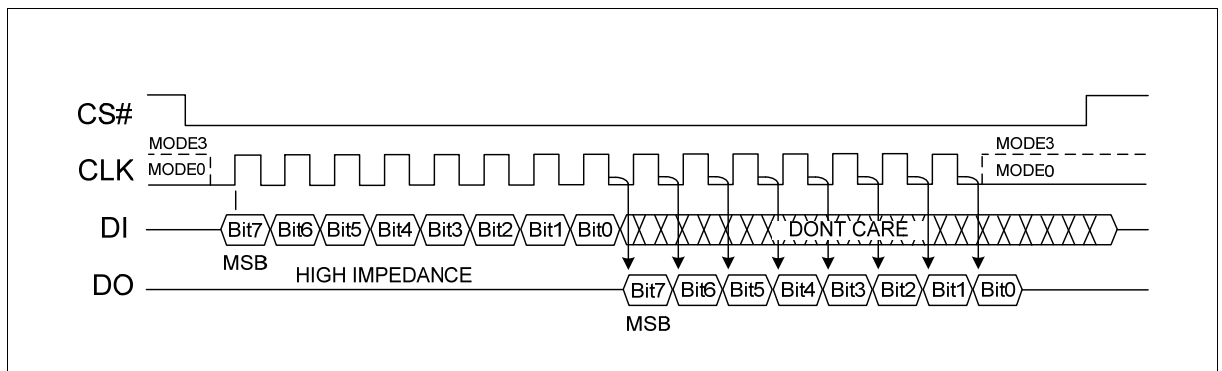 CS#
MODE3 MODE3
CLK MODE0 MODE0
DI Bit7 Bit6 Bit5 Bit4 Bit3 Bit2 Bit1 Bit0 DONT CARE
MSB
DO HIGH IMPEDANCE Bit7 Bit6 Bit5 Bit4 Bit3 Bit2 Bit1 Bit0
MSB